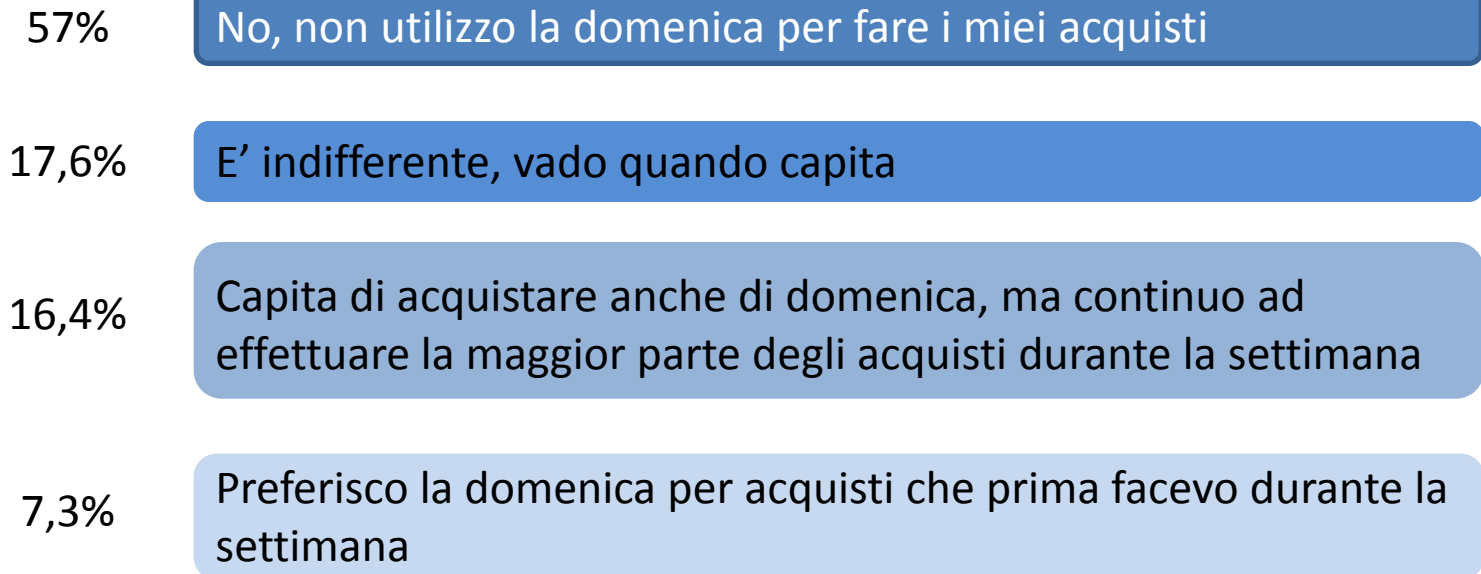 57% No, non utilizzo la domenica per fare i miei acquisti
17,6% E’ indifferente, vado quando capita
16,4% Capita di acquistare anche di domenica, ma continuo ad
effettuare la maggior parte degli acquisti durante la settimana
7,3% Preferisco la domenica per acquisti che prima facevo durante la
settimana